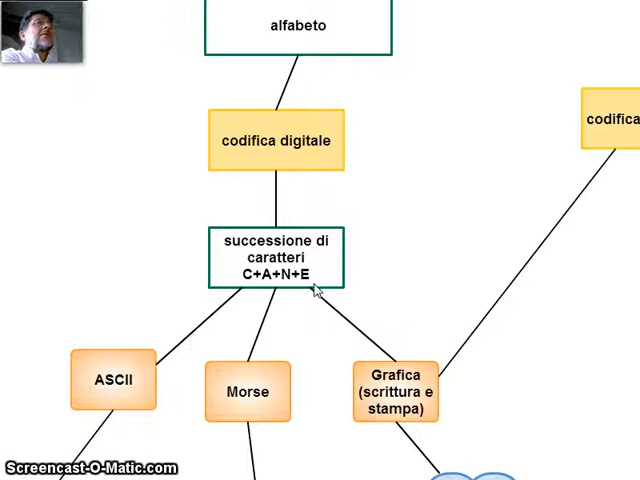 alfabeto
codifica digitale
codifica
successione di
caratteri
C+A+N+E
ASCII
Morse
Grafica
(scrittura e
stampa)
Screencast-O-Matic.com